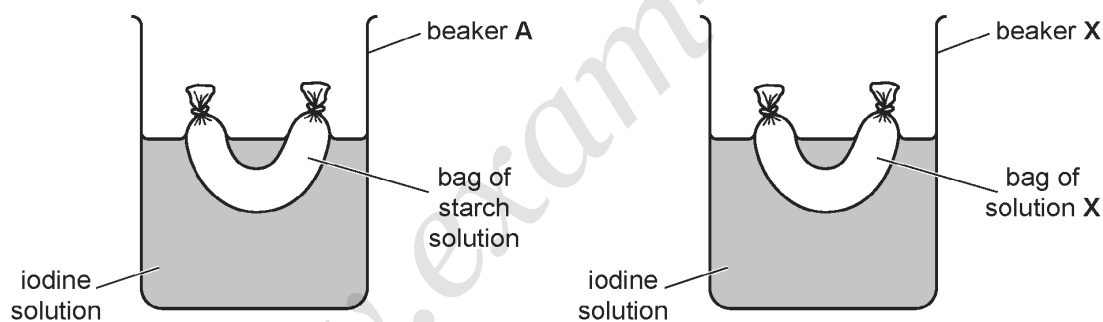 beaker A
bag of
starch
solution
iodine
solution
beaker X
bag of
solution X
iodine
solution